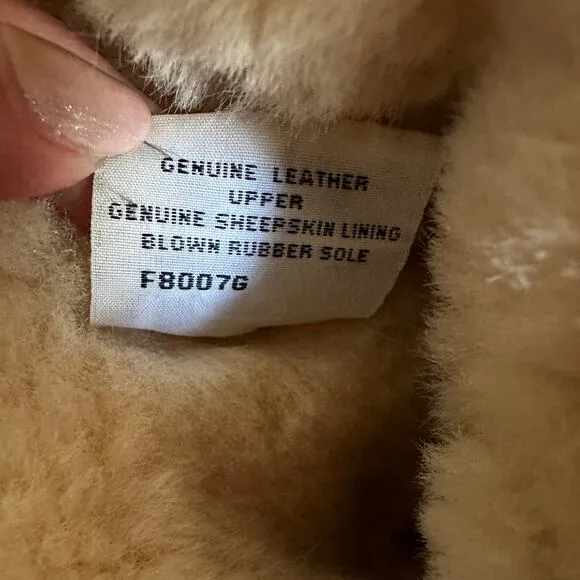 GENUINE LEATHER
UPPER
GENUINE SHEEPSKIN LINING
BLOWN RUBBER SOLE
F8007G